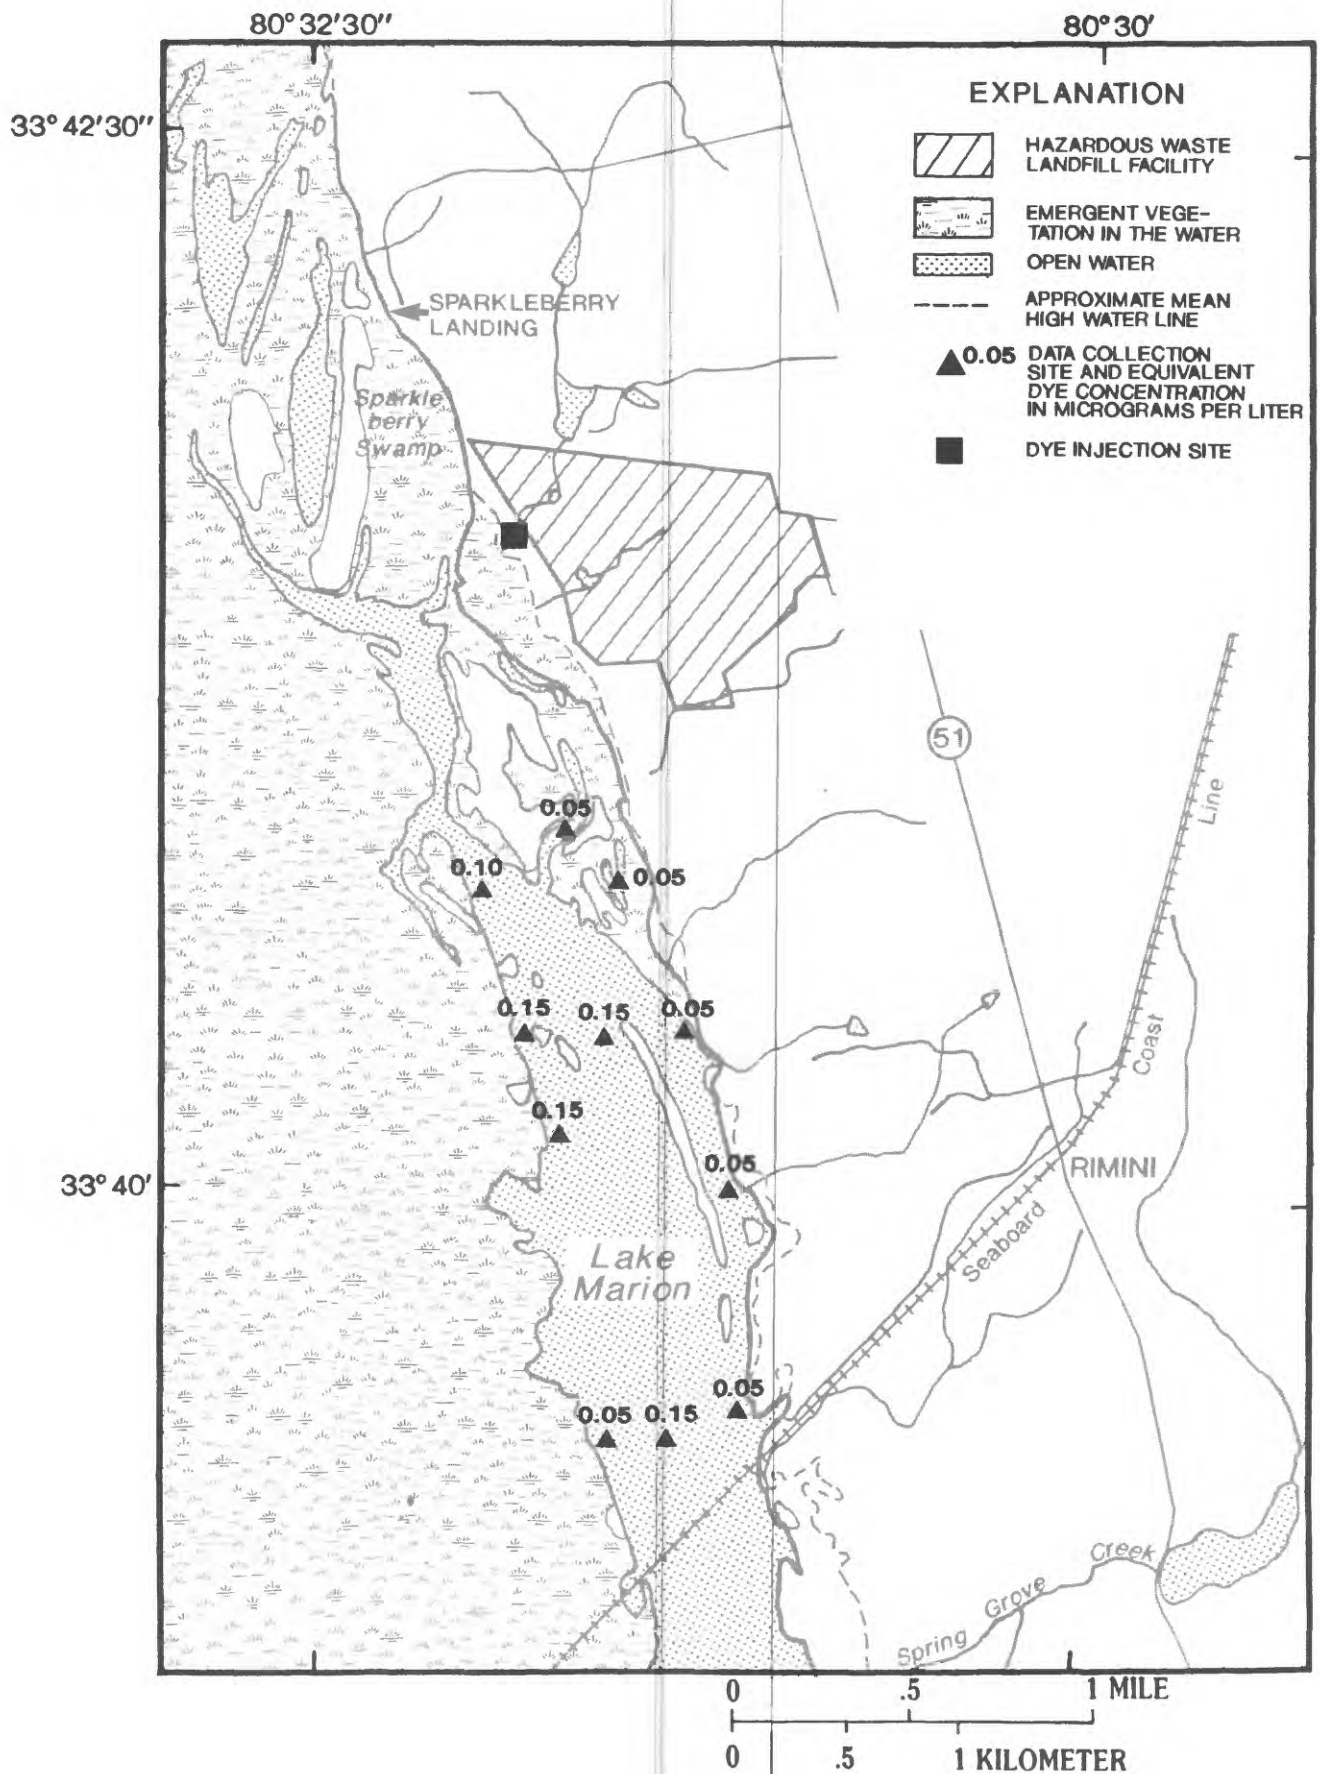 80°32'30"
80°30'
33°42'30"
EXPLANATION
HAZARDOUS WASTE
LANDFILL FACILITY
EMERGENT VEGE-
TATION IN THE WATER
OPEN WATER
APPROXIMATE MEAN
HIGH WATER LINE
0.05 DATA COLLECTION
SITE AND EQUIVALENT
DYE CONCENTRATION
IN MICROGRAMS PER LITER
DYE INJECTION SITE
SPARKLEBERRY
LANDING
Sparkle
berry
Swamp
51
Line
0.05
0.10
0.05
0.15
0.15
0.05
Coast
0.15
0.05
RIMINI
33°40'
Seaboard
Lake
Marion
0.05
0.05
0.15
Creek
Grove
Spring
0 .5 1 MILE
0 .5 1 KILOMETER